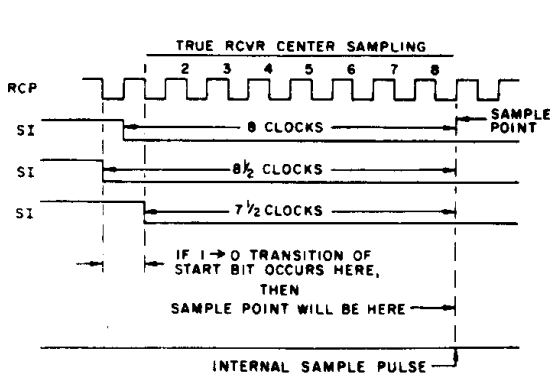 TRUE RCVR CENTER SAMPLING
2 3 4 5 6 7 8
RCP
SAMPLE
POINT
SI
8 CLOCKS
SI
8½ CLOCKS
SI
7½ CLOCKS
IF 1→0 TRANSITION OF
START BIT OCCURS HERE,
THEN
SAMPLE POINT WILL BE HERE
INTERNAL SAMPLE PULSE